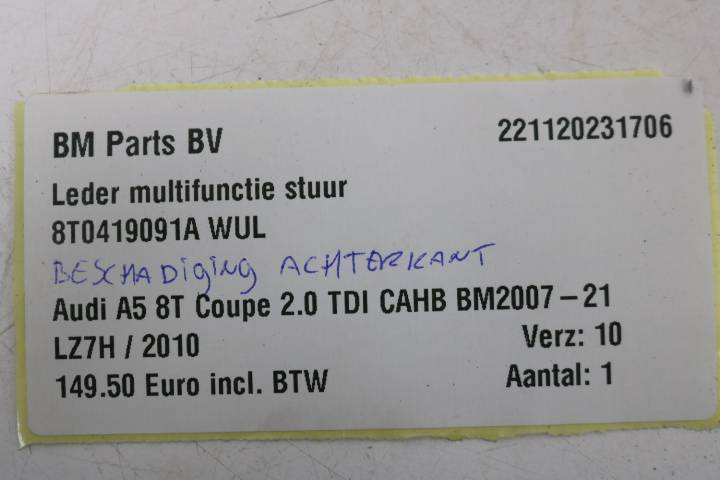 BM Parts BV 221120231706
Leder multifunctie stuur
8T0419091A WUL
BESCHADIGING ACHTERKANT
Audi A5 8T Coupe 2.0 TDI CAHB BM2007-21
LZ7H / 2010 Verz: 10
149.50 Euro incl. BTW Aantal: 1